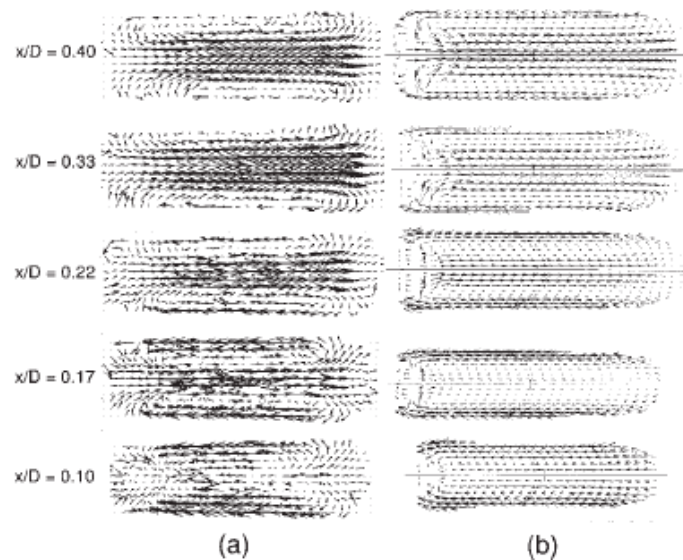 x/D = 0.40
x/D = 0.33
x/D = 0.22
x/D = 0.17
x/D = 0.10
(a) (b)